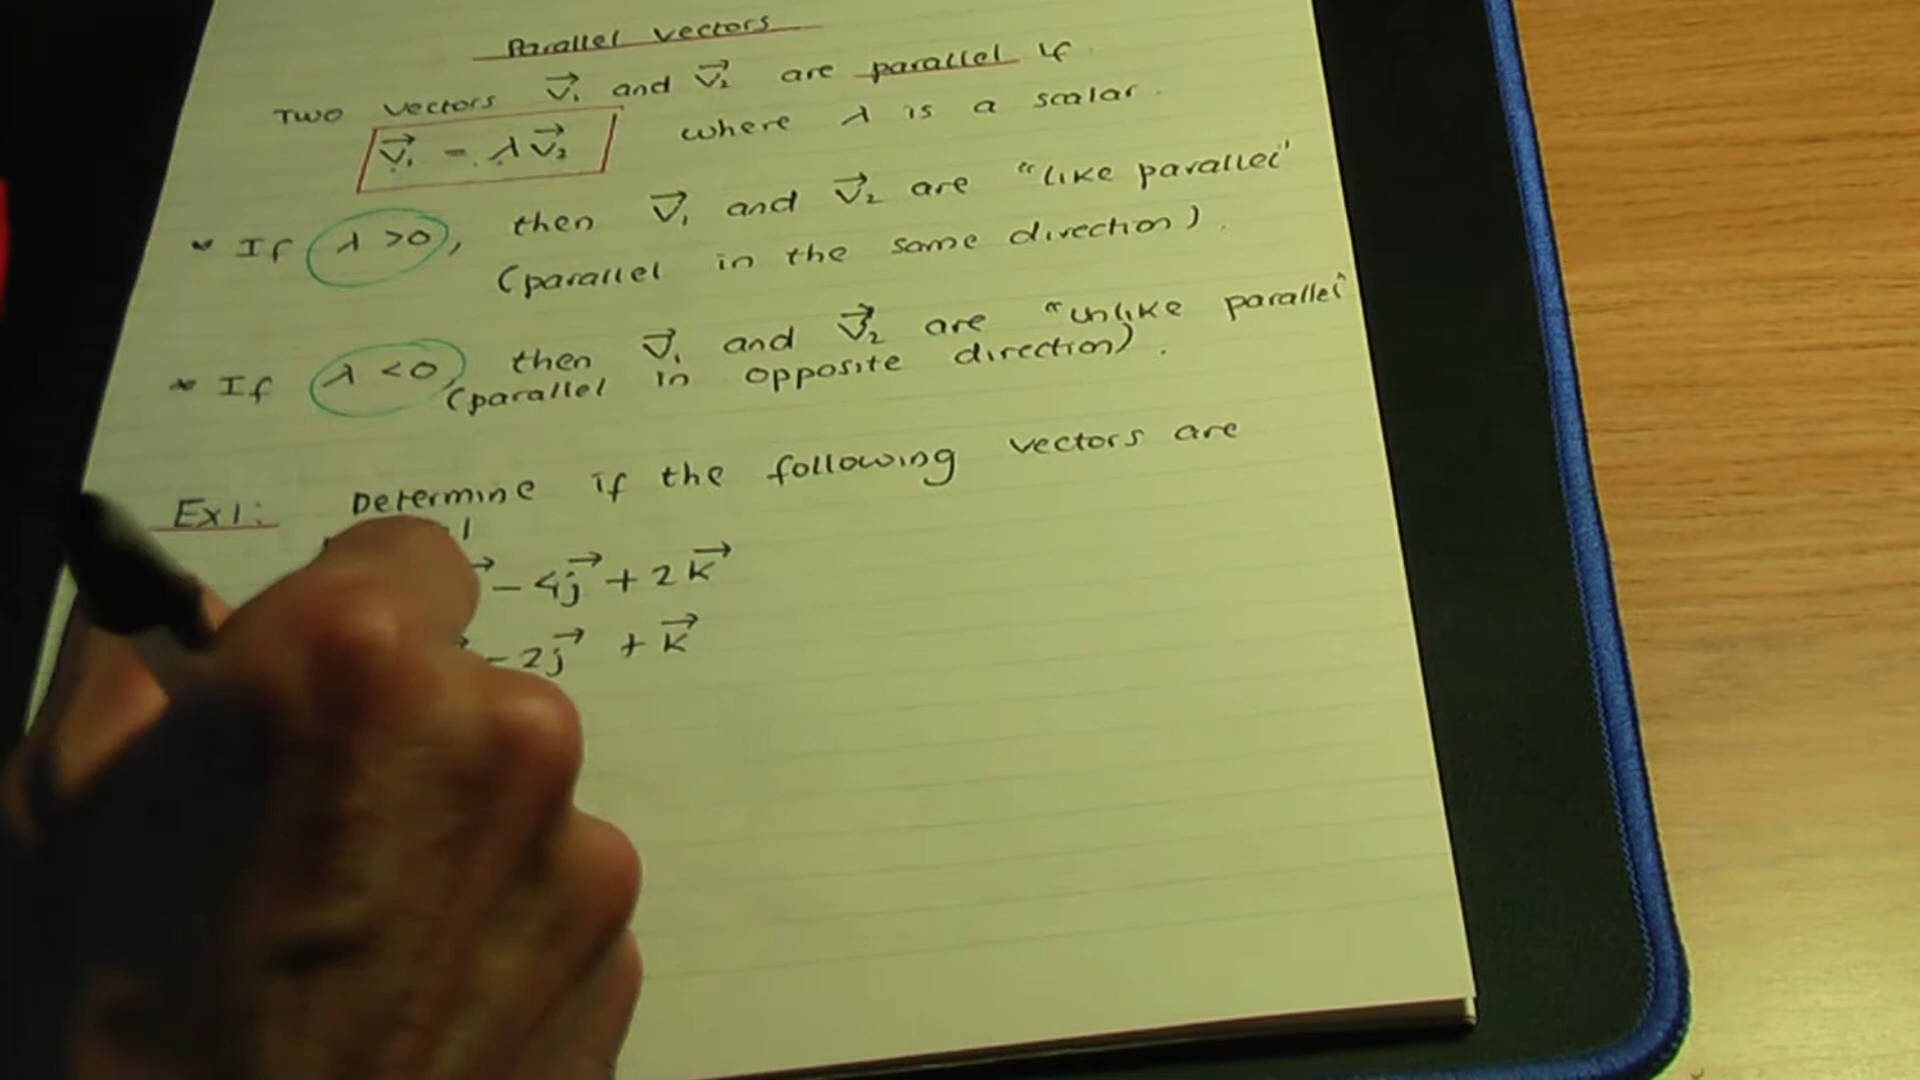 Parallel vectors
Two vectors v⃗₁ and v⃗₂ are parallel if
v⃗₁ = λ v⃗₂ where λ is a scalar.
* If λ > 0, then v⃗₁ and v⃗₂ are "like parallel"
(parallel in the same direction).
* If λ < 0, then v⃗₁ and v⃗₂ are "unlike parallel"
(parallel in opposite direction).
Ex1: Determine if the following vectors are
- 4j⃗ + 2k⃗
- 2j⃗ + k⃗